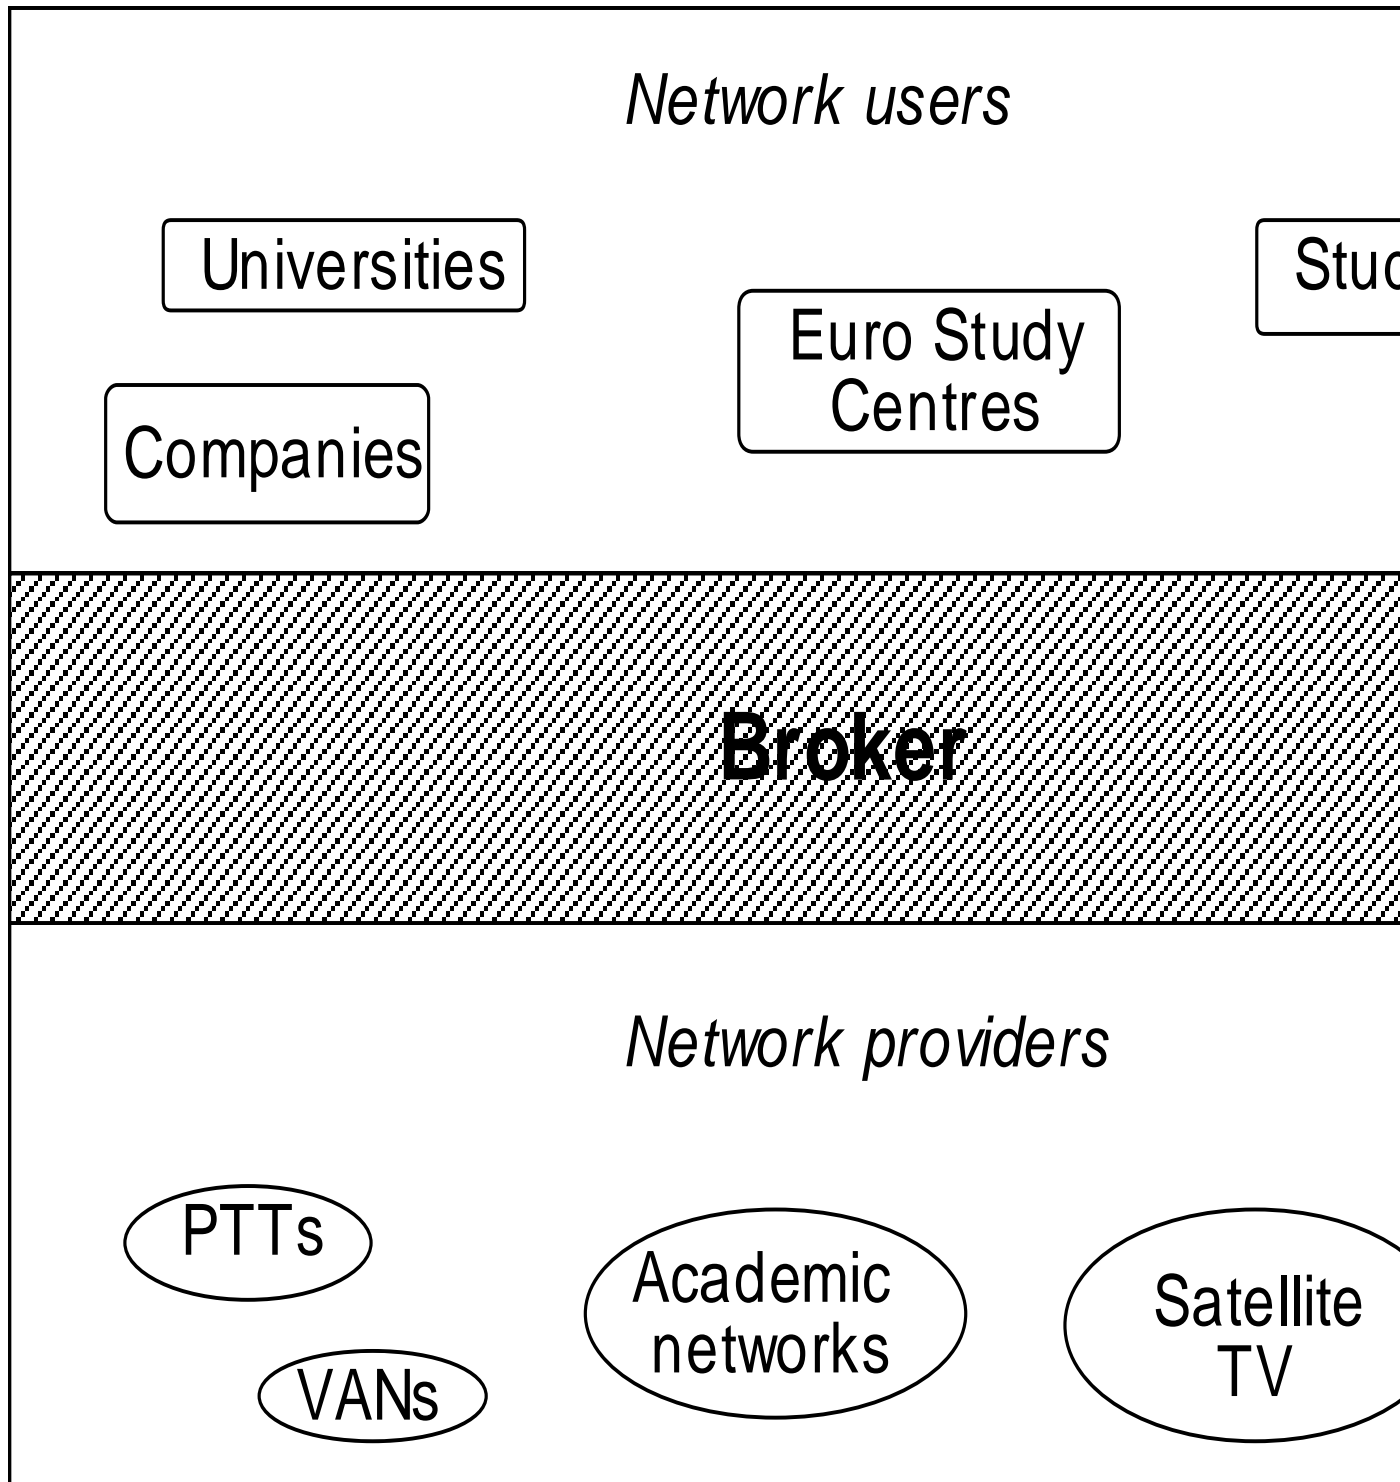 Network users
Universities
Euro Study
Centres
Companies
Broker
Network providers
PTTs
Academic
networks
Satellite
TV
VANs